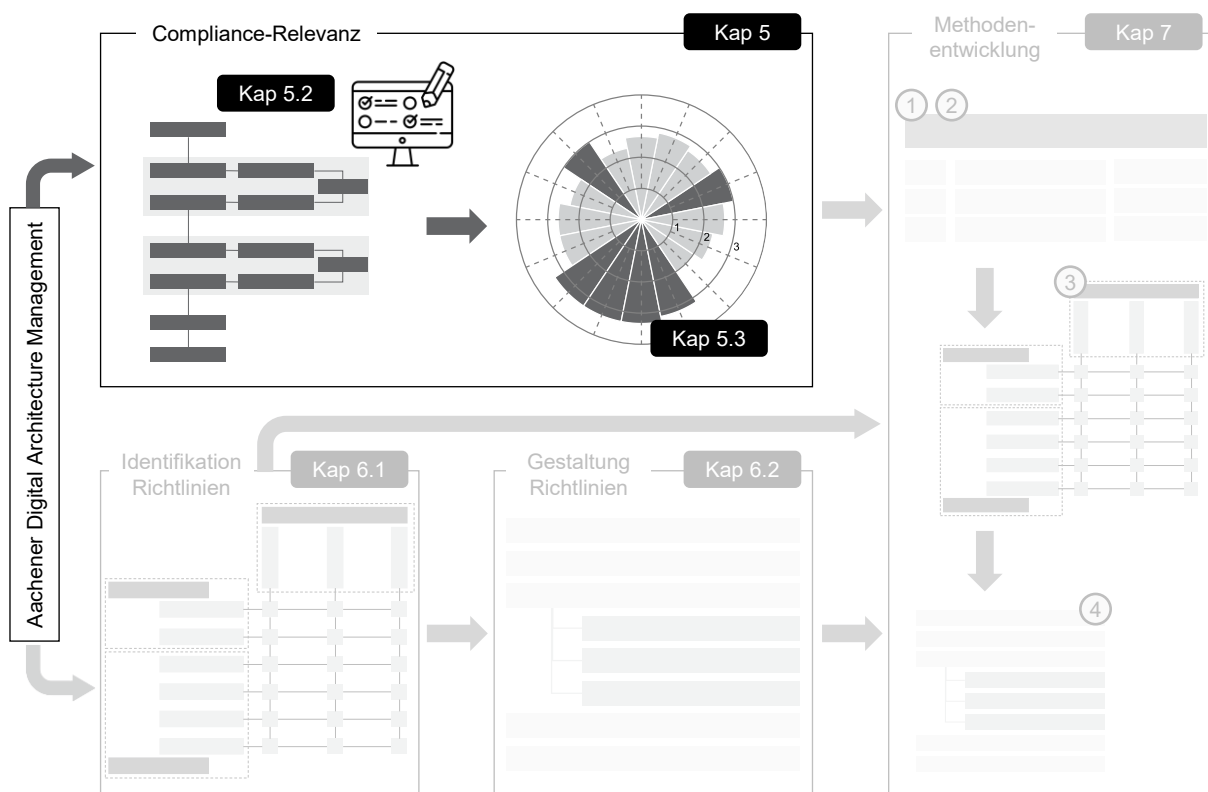 Aachener Digital Architecture Management
Compliance-Relevanz
Kap 5
Kap 5.2
1
2
3
Kap 5.3
Identifikation
Richtlinien
Kap 6.1
Gestaltung
Richtlinien
Kap 6.2
Methoden-
entwicklung
Kap 7
1
2
3
4